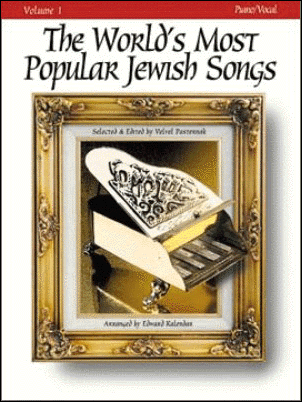 Volume 1
Piano/Vocal
The World's Most
Popular Jewish Songs
Selected & Edited by Velvel Pasternak
Arranged by Edward Kalendar